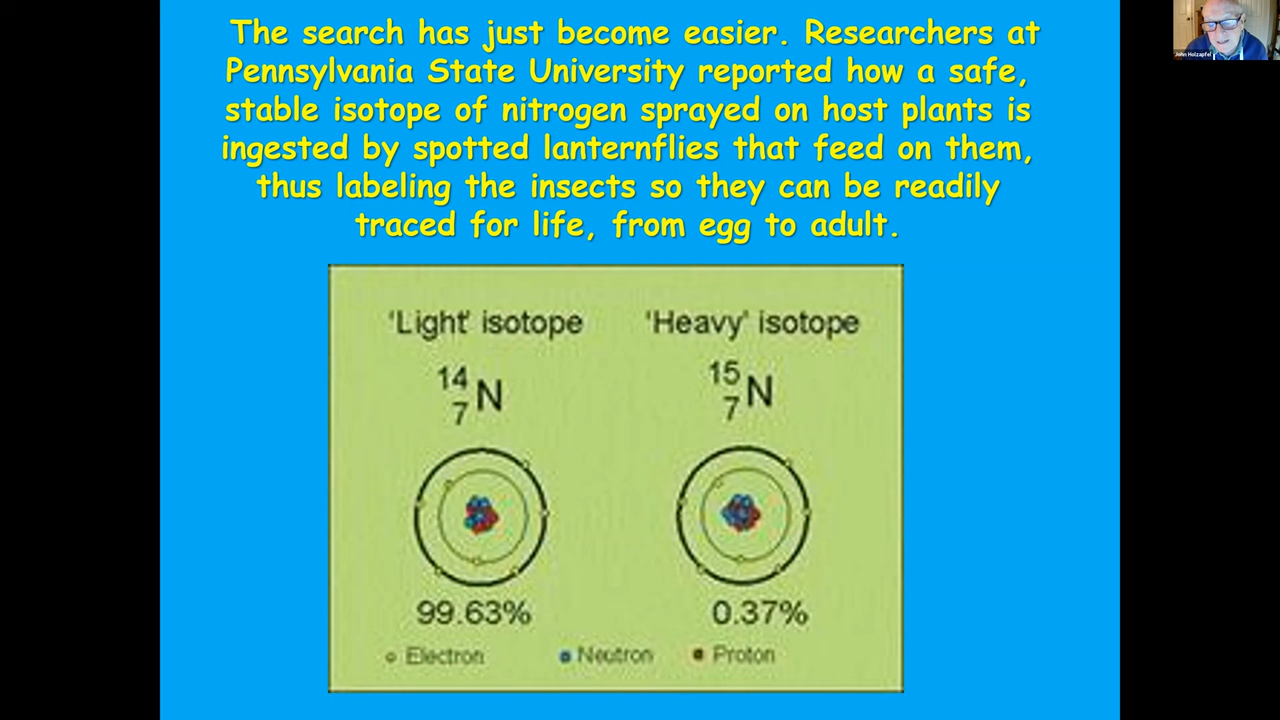 The search has just become easier. Researchers at
Pennsylvania State University reported how a safe,
stable isotope of nitrogen sprayed on host plants is
ingested by spotted lanternflies that feed on them,
thus labeling the insects so they can be readily
traced for life, from egg to adult.
'Light' isotope
'Heavy' isotope
14
7 N
15
7 N
99.63%
0.37%
Electron
Neutron
Proton
John Holzapfel